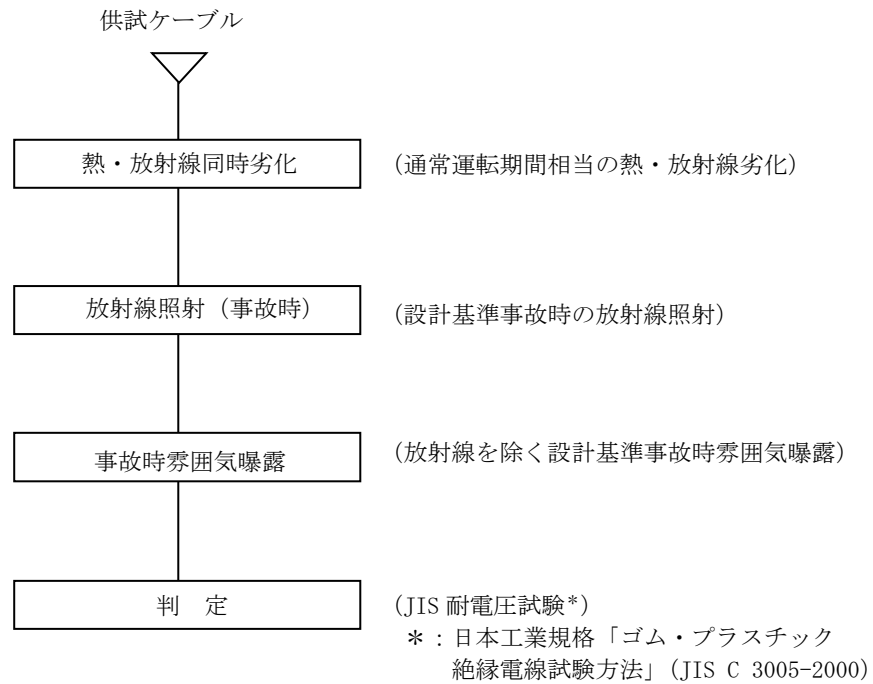 供試ケーブル
熱・放射線同時劣化 (通常運転期間相当の熱・放射線劣化)
放射線照射(事故時) (設計基準事故時の放射線照射)
事故時雰囲気曝露 (放射線を除く設計基準事故時雰囲気曝露)
判 定 (JIS 耐電圧試験*)
*:日本工業規格「ゴム・プラスチック
絶縁電線試験方法」(JIS C 3005-2000)